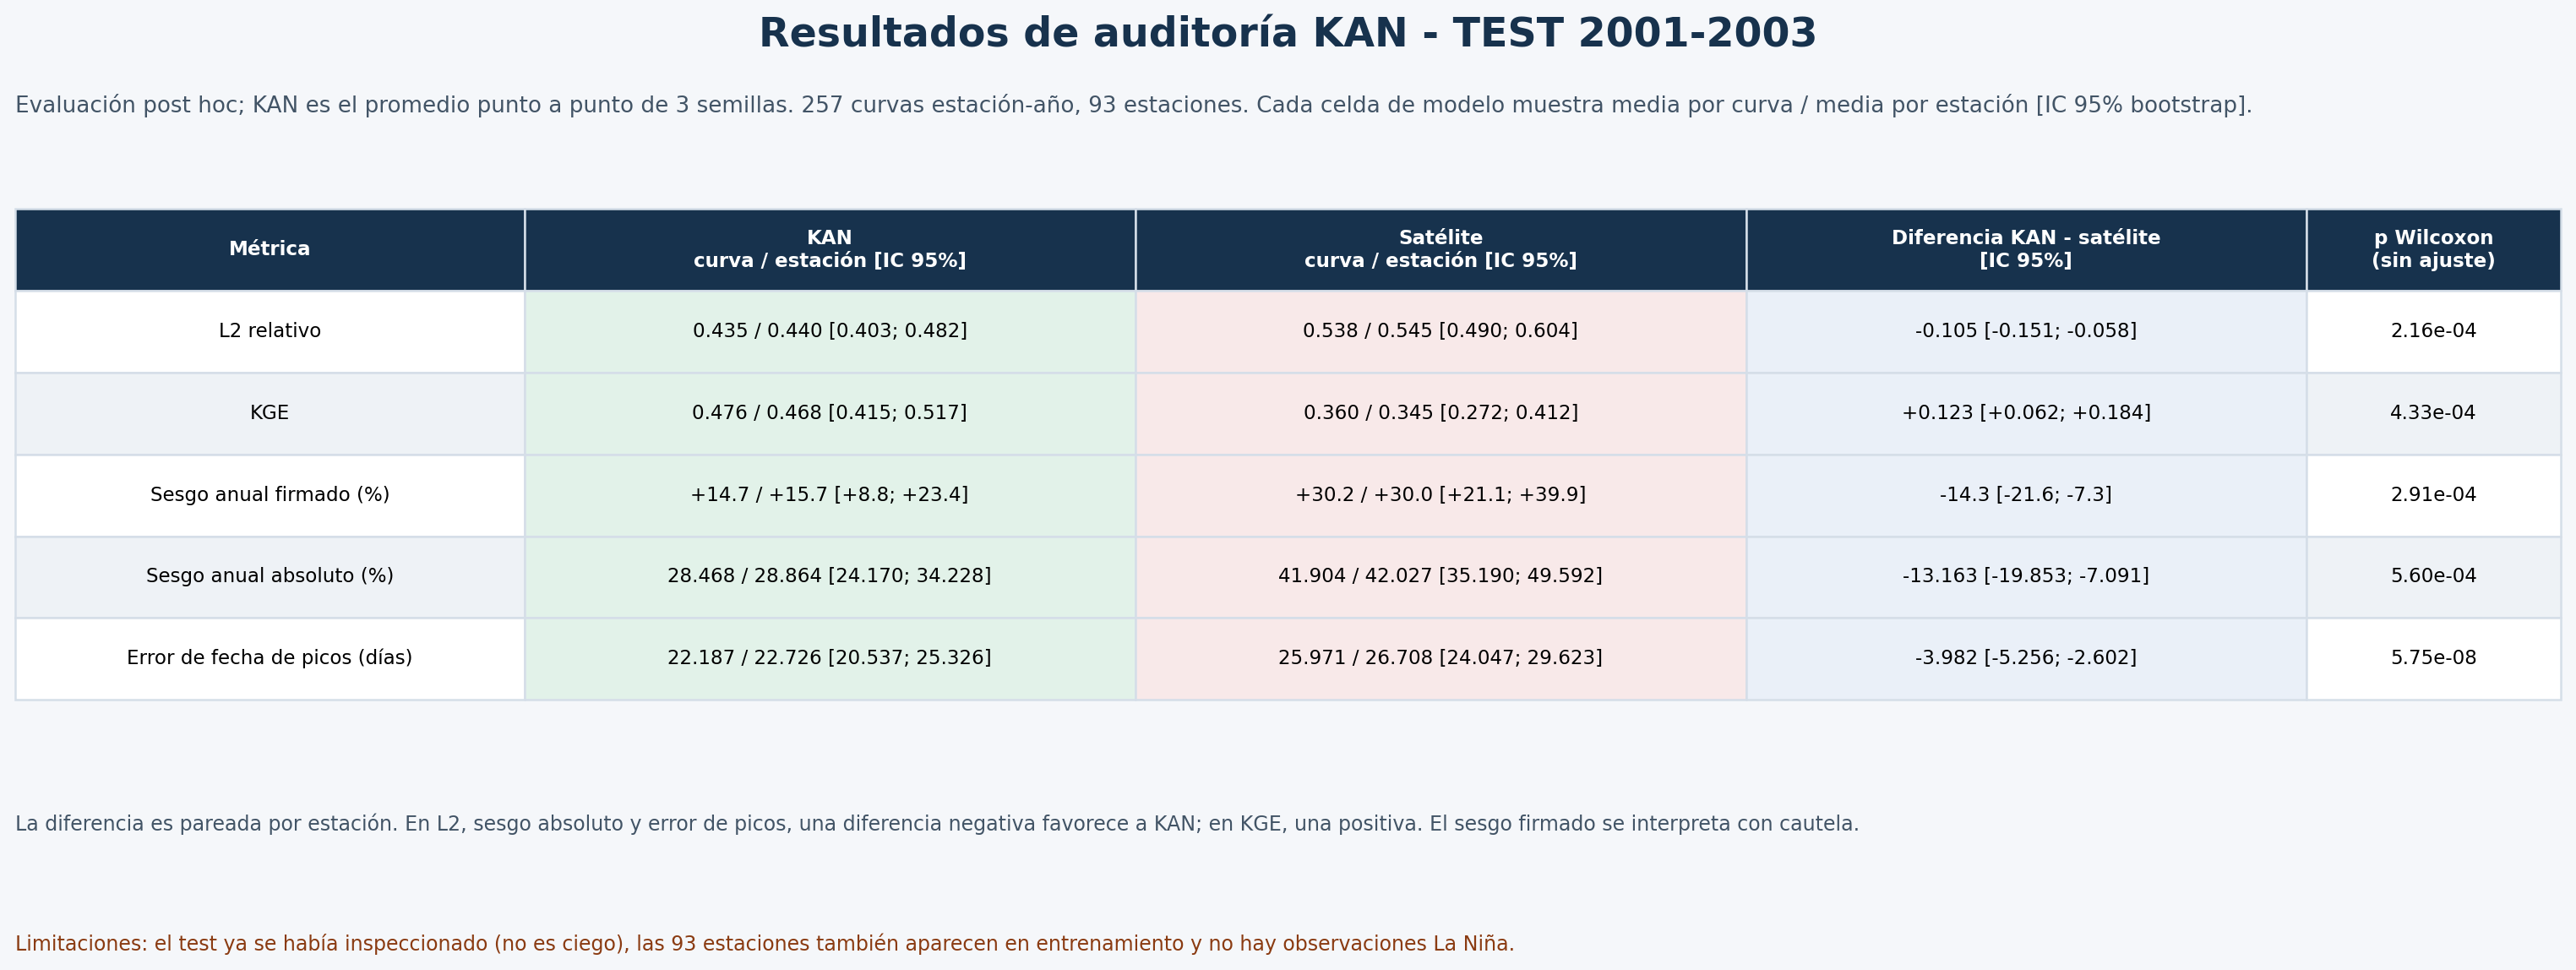 Resultados de auditoría KAN - TEST 2001-2003
Evaluación post hoc; KAN es el promedio punto a punto de 3 semillas. 257 curvas estación-año, 93 estaciones. Cada celda de modelo muestra media por curva / media por estación [IC 95% bootstrap].
Métrica
KAN
curva / estación [IC 95%]
Satélite
curva / estación [IC 95%]
Diferencia KAN - satélite
[IC 95%]
p Wilcoxon
(sin ajuste)
L2 relativo
0.435 / 0.440 [0.403; 0.482]
0.538 / 0.545 [0.490; 0.604]
-0.105 [-0.151; -0.058]
2.16e-04
KGE
0.476 / 0.468 [0.415; 0.517]
0.360 / 0.345 [0.272; 0.412]
+0.123 [+0.062; +0.184]
4.33e-04
Sesgo anual firmado (%)
+14.7 / +15.7 [+8.8; +23.4]
+30.2 / +30.0 [+21.1; +39.9]
-14.3 [-21.6; -7.3]
2.91e-04
Sesgo anual absoluto (%)
28.468 / 28.864 [24.170; 34.228]
41.904 / 42.027 [35.190; 49.592]
-13.163 [-19.853; -7.091]
5.60e-04
Error de fecha de picos (días)
22.187 / 22.726 [20.537; 25.326]
25.971 / 26.708 [24.047; 29.623]
-3.982 [-5.256; -2.602]
5.75e-08
La diferencia es pareada por estación. En L2, sesgo absoluto y error de picos, una diferencia negativa favorece a KAN; en KGE, una positiva. El sesgo firmado se interpreta con cautela.
Limitaciones: el test ya se había inspeccionado (no es ciego), las 93 estaciones también aparecen en entrenamiento y no hay observaciones La Niña.